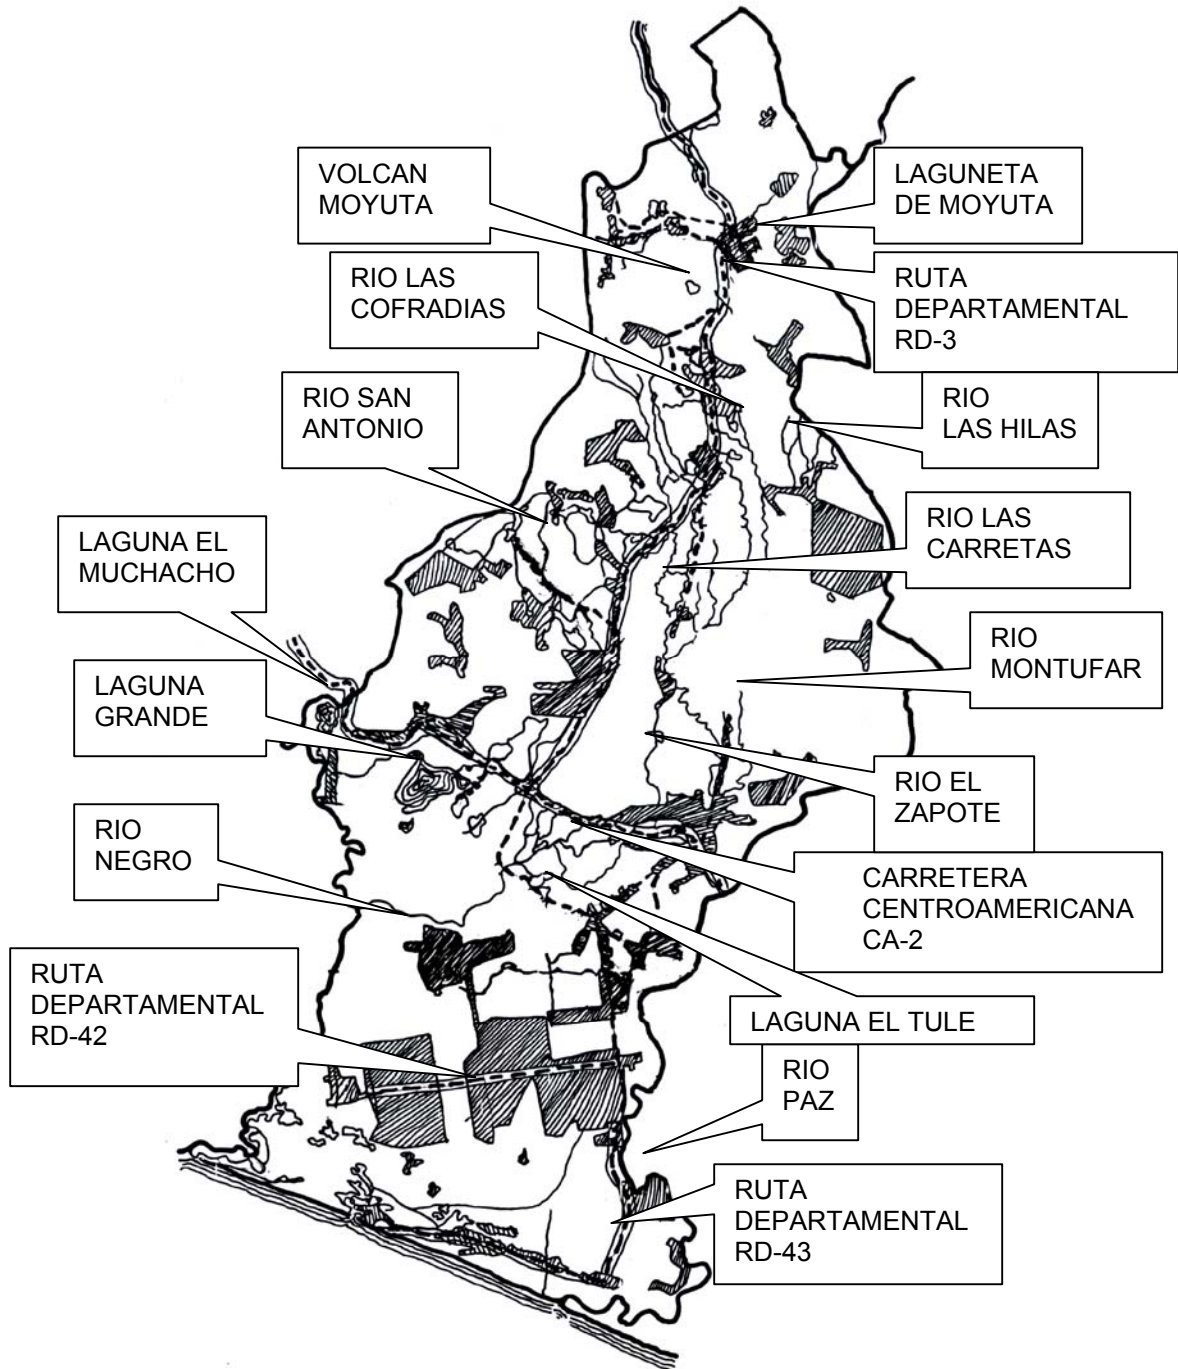 VOLCAN
MOYUTA
LAGUNETA
DE MOYUTA
RIO LAS
COFRADIAS
RUTA
DEPARTAMENTAL
RD-3
RIO SAN
ANTONIO
RIO
LAS HILAS
LAGUNA EL
MUCHACHO
RIO LAS
CARRETAS
LAGUNA
GRANDE
RIO
MONTUFAR
RIO
NEGRO
RIO EL
ZAPOTE
CARRETERA
CENTROAMERICANA
CA-2
RUTA
DEPARTAMENTAL
RD-42
LAGUNA EL TULE
RIO
PAZ
RUTA
DEPARTAMENTAL
RD-43